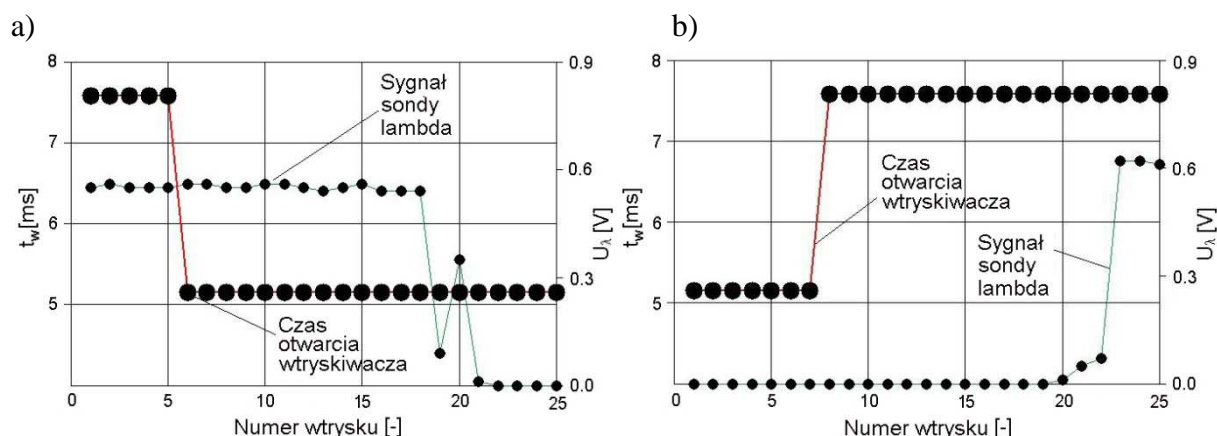 a)
8
7
6
5
t_w[ms]
0.9
0.6
0.3
0.0
U_λ [V]
Sygnał
sondy
lambda
Czas
otwarcia
wtryskiwacza
0 5 10 15 20 25
Numer wtrysku [-]
b)
8
7
6
5
t_w[ms]
0.9
0.6
0.3
0.0
U_λ [V]
Czas
otwarcia
wtryskiwacza
Sygnał
sondy
lambda
0 5 10 15 20 25
Numer wtrysku [-]